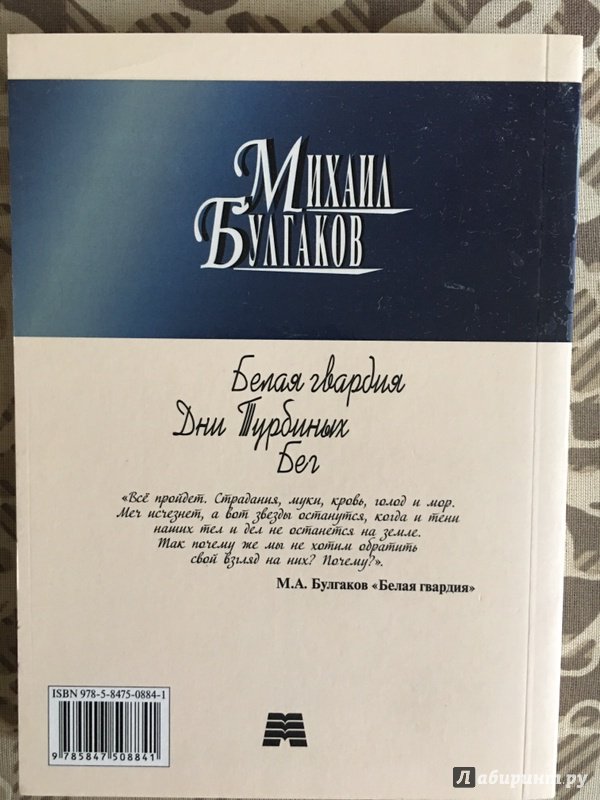 МИХАИЛ
БУЛГАКОВ
Белая гвардия
Дни Турбиных
Бег
«Всё пройдет. Страдания, муки, кровь, голод и мор.
Меч исчезнет, а вот звезды останутся, когда и тени
наших тел и дел не останется на земле.
Так почему же мы не хотим обратить
свой взгляд на них? Почему?».
М.А. Булгаков «Белая гвардия»
ISBN 978-5-8475-0884-1
9 785847 508841
Лабиринт.ру